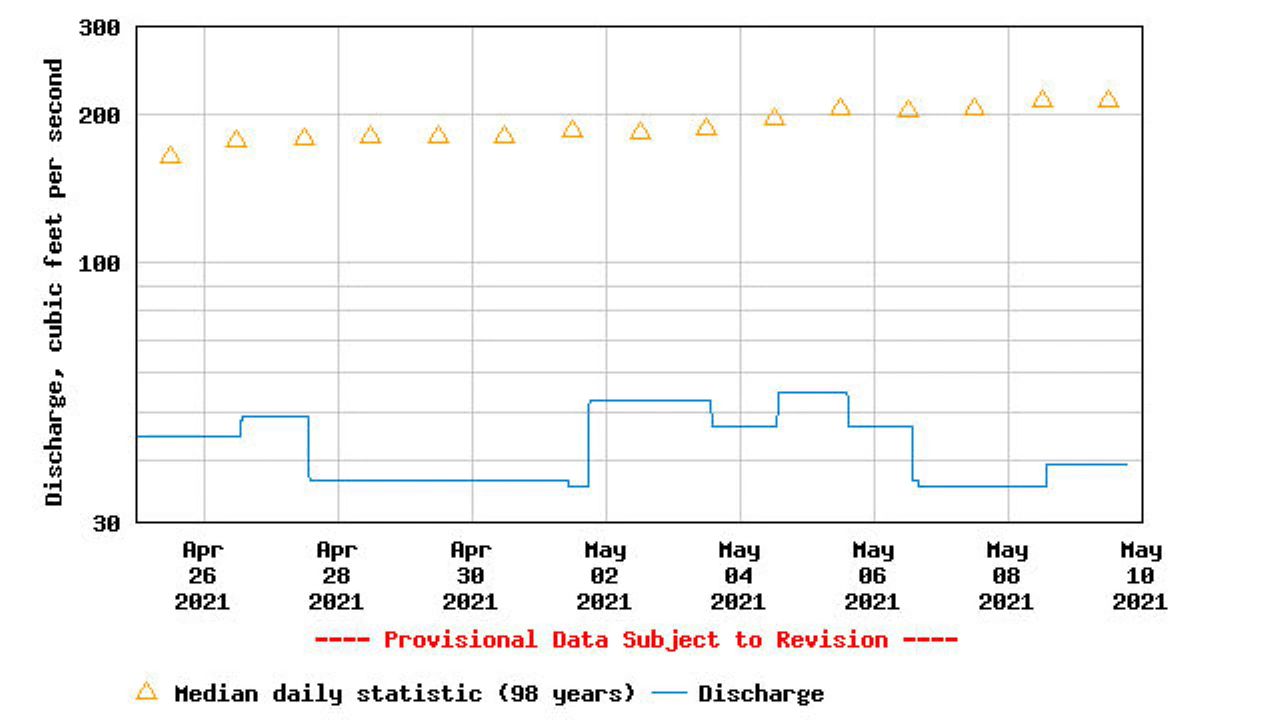 300
200
100
30
Discharge, cubic feet per second
Apr Apr Apr May May May May May
26 28 30 02 04 06 08 10
2021 2021 2021 2021 2021 2021 2021 2021
---- Provisional Data Subject to Revision ----
Median daily statistic (98 years) Discharge